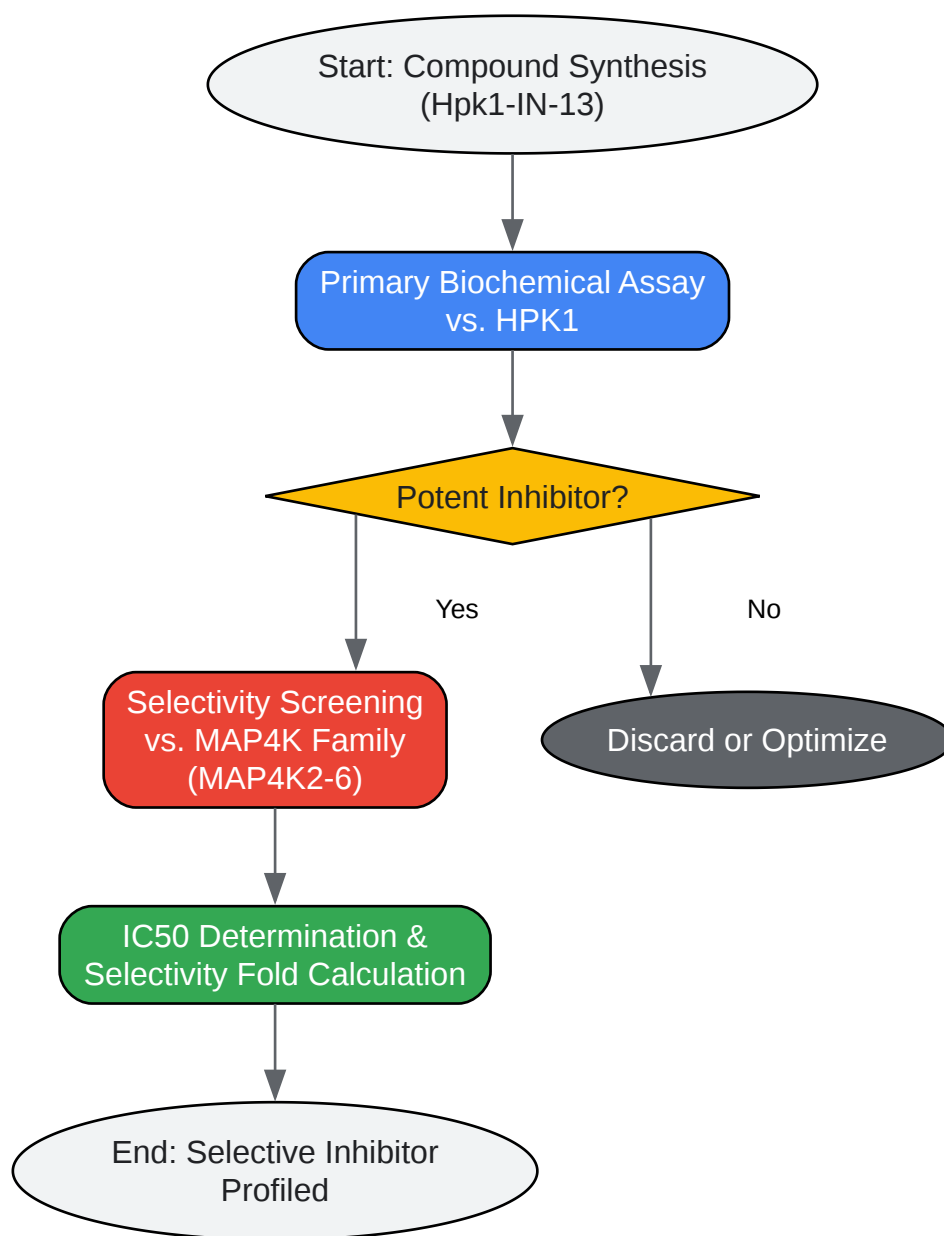 Start: Compound Synthesis
(Hpk1-IN-13)
Primary Biochemical Assay
vs. HPK1
Potent Inhibitor?
Yes
No
Selectivity Screening
vs. MAP4K Family
(MAP4K2-6)
Discard or Optimize
IC50 Determination &
Selectivity Fold Calculation
End: Selective Inhibitor
Profiled